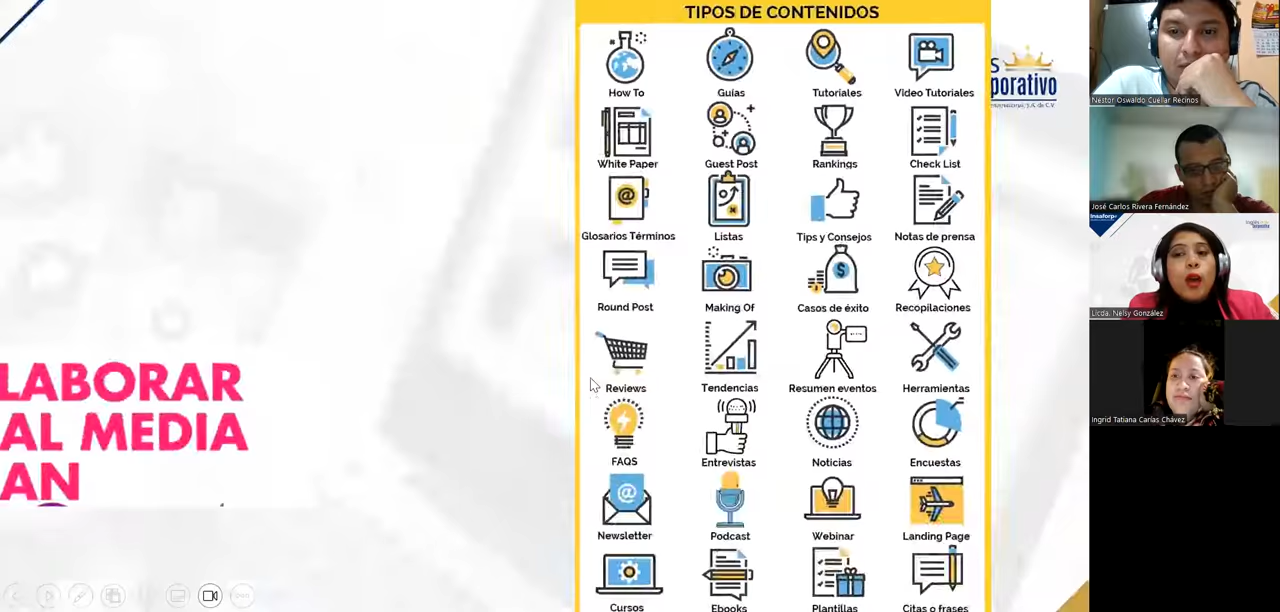 TIPOS DE CONTENIDOS
How To Guías Tutoriales Video Tutoriales
White Paper Guest Post Rankings Check List
Glosarios Términos Listas Tips y Consejos Notas de prensa
Round Post Making Of Casos de éxito Recopilaciones
Reviews Tendencias Resumen eventos Herramientas
FAQS Entrevistas Noticias Encuestas
Newsletter Podcast Webinar Landing Page
Cursos Ebooks Plantillas Citas o frases
LABORAR
AL MEDIA
AN
S
porativo
Néstor Oswaldo Cuéllar Recinos
José Carlos Rivera Fernández
Insaforp
Licda. Nelsy González
Ingrid Tatiana Carías Chávez